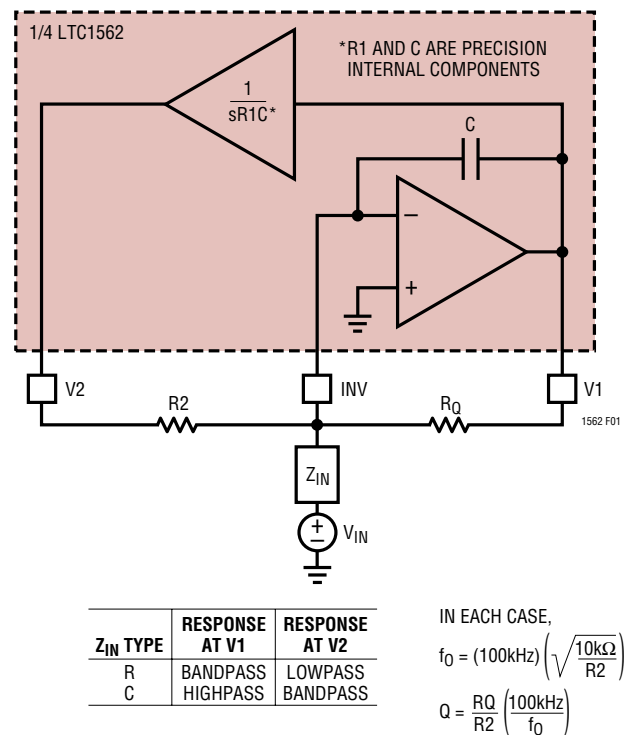 1/4 LTC1562
*R1 AND C ARE PRECISION
INTERNAL COMPONENTS
1
sR1C*
C
−
+
V2
INV
V1
R2
RQ
1562 F01
ZIN
+
−
VIN
ZIN TYPE RESPONSE AT V1 RESPONSE AT V2
R BANDPASS LOWPASS
C HIGHPASS BANDPASS
IN EACH CASE,
fO = (100kHz) (√(10kΩ/R2))
Q = RQ/R2 (100kHz/fO)